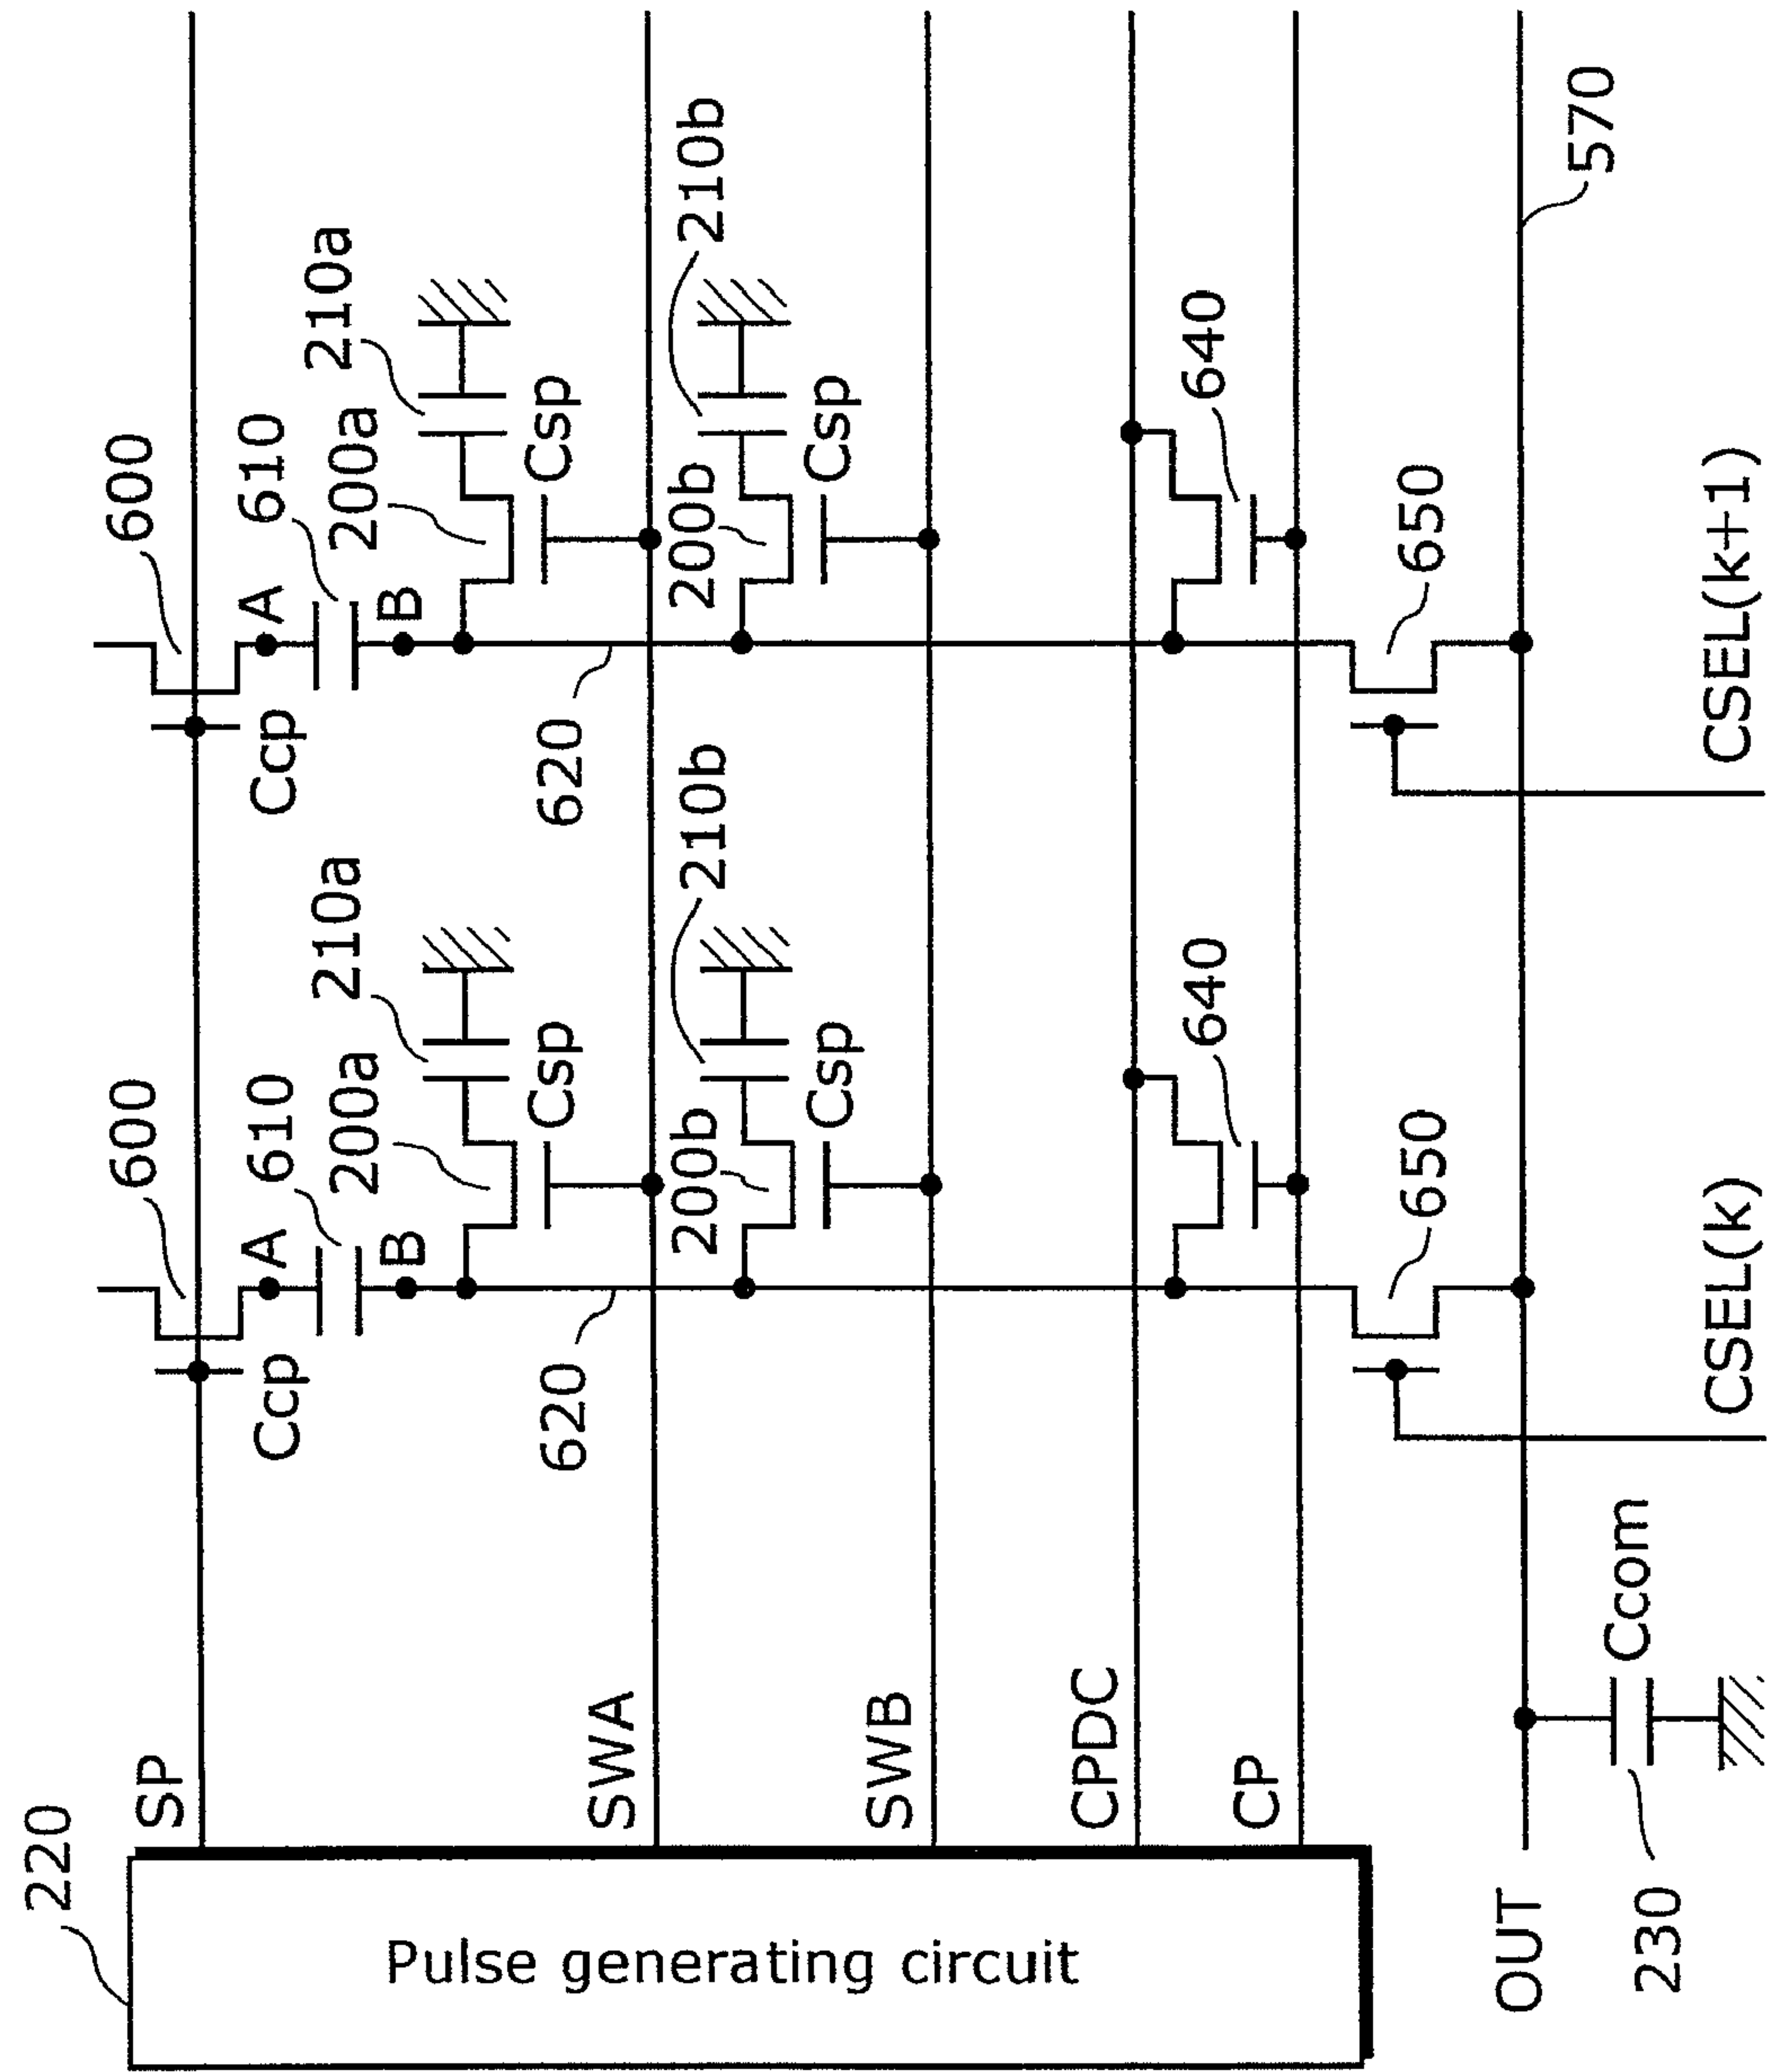 600
600
220
SP
A
610
A
610
210a
210a
200a
200a
B
B
210b
210b
Ccp
Ccp
Csp
Csp
620
620
SWA
200b
200b
Csp
Csp
SWB
CPDC
640
640
CP
Pulse generating circuit
650
650
570
OUT
Ccom
230
CSEL(k)
CSEL(k+1)